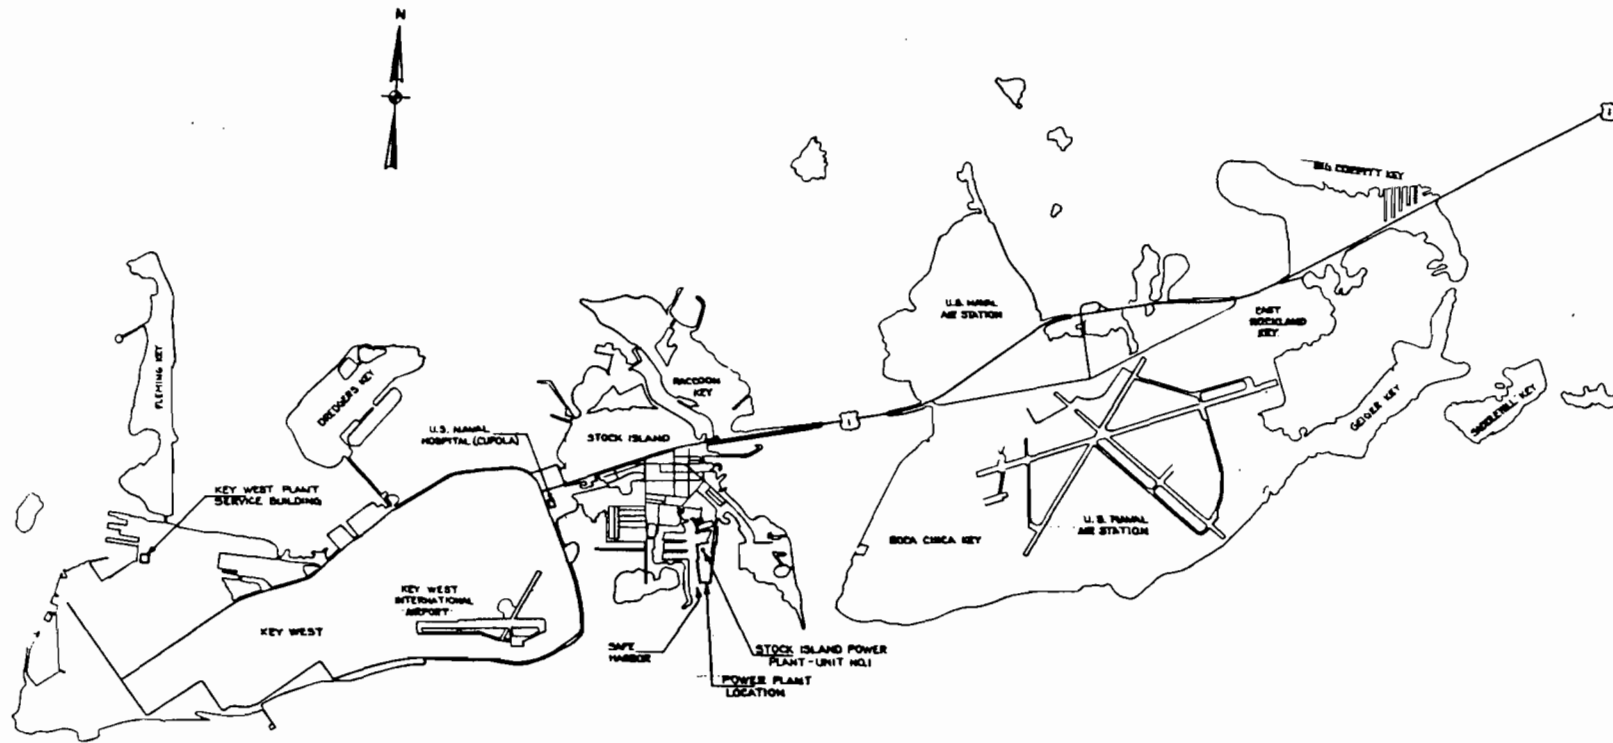 N
1
BIG COPPITT KEY
U.S. NAVAL
AIR STATION
EAST
ROCKLAND
KEY
FLEMING KEY
DREDGERS KEY
RACCOON
KEY
GEIGER KEY
SADDLEHILL KEY
U.S. NAVAL
HOSPITAL (CUPOLA)
STOCK ISLAND
1
KEY WEST PLANT
SERVICE BUILDING
U.S. NAVAL
AIR STATION
BOCA CHICA KEY
KEY WEST
INTERNATIONAL
AIRPORT
KEY WEST
SAFE
HARBOR
STOCK ISLAND POWER
PLANT - UNIT NO.1
POWER PLANT
LOCATION